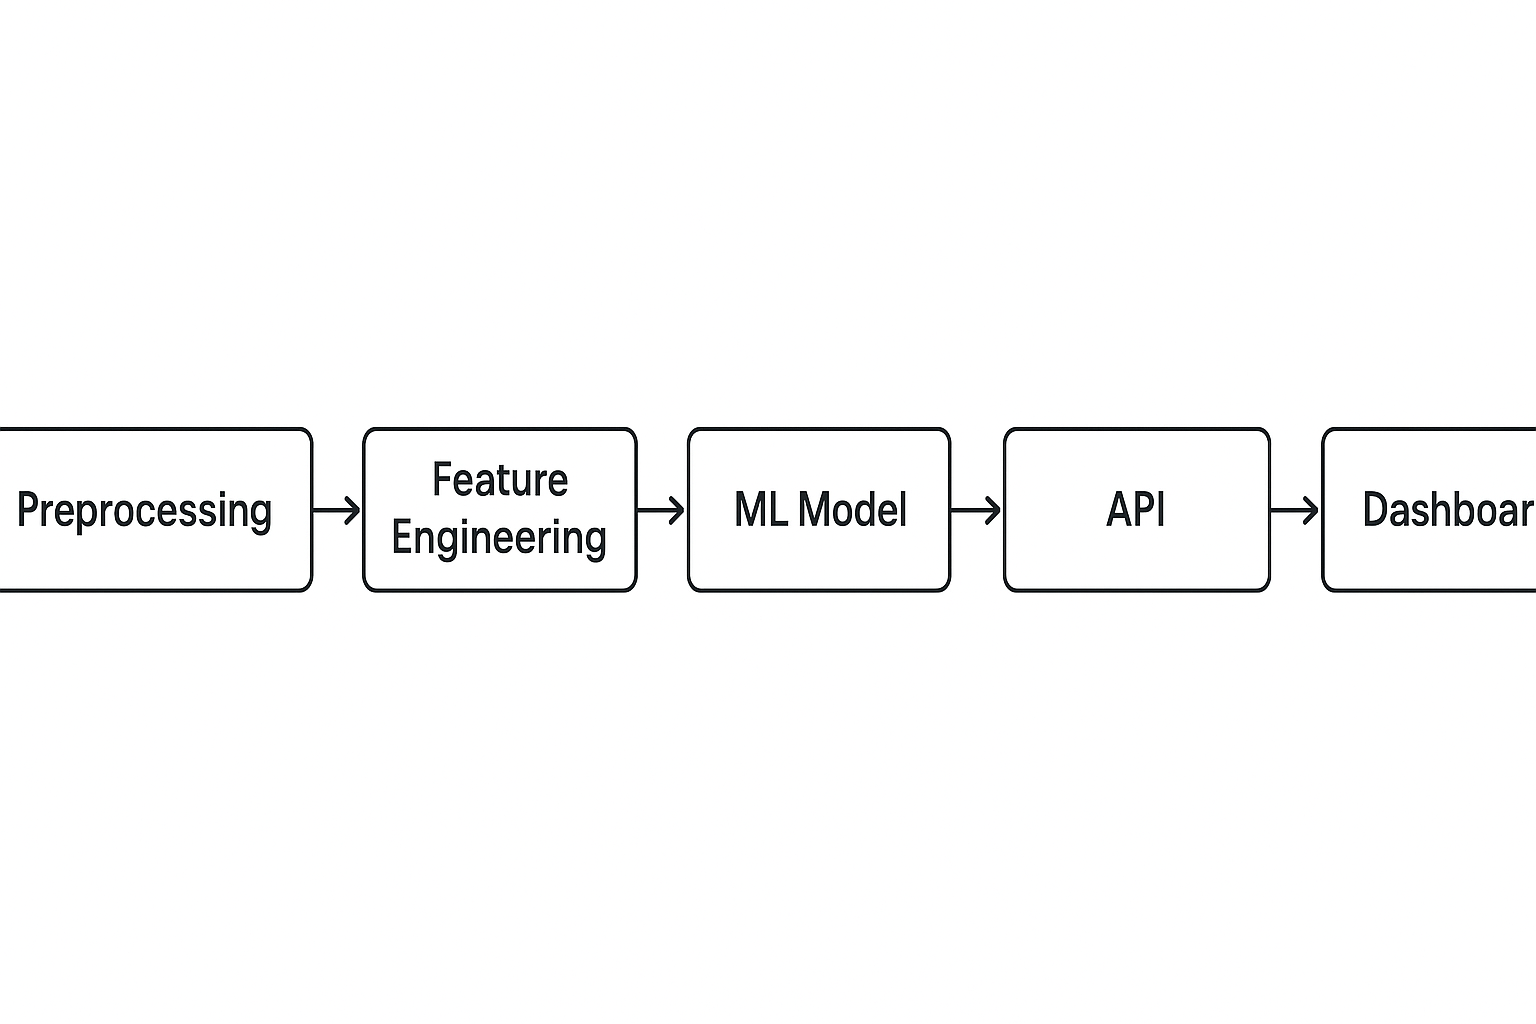 Preprocessing
Feature
Engineering
ML Model
API
Dashboar